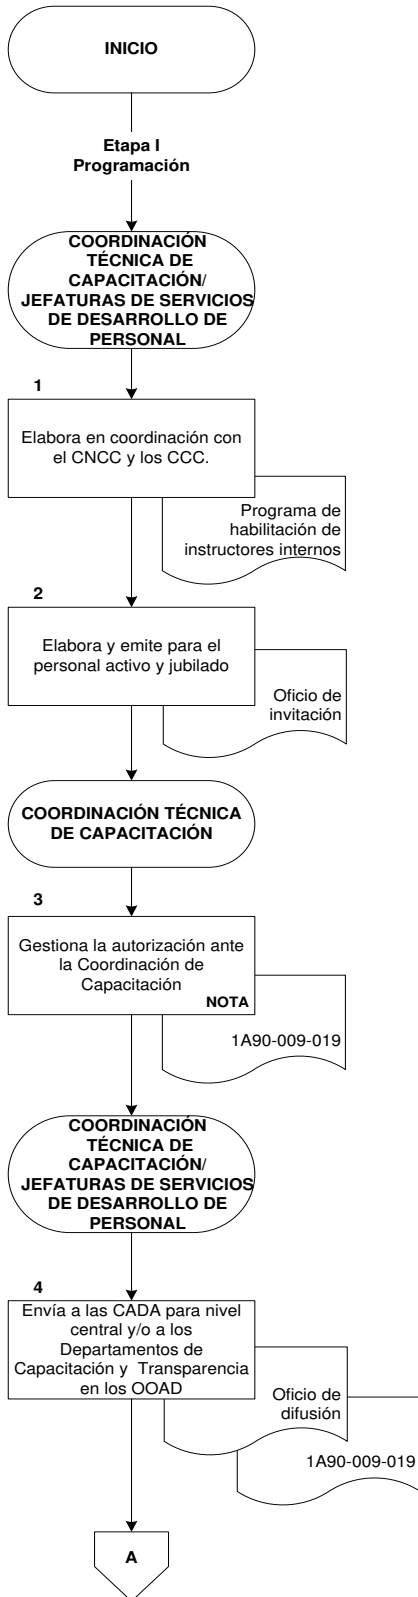 INICIO
Etapa I
Programación
COORDINACIÓN
TÉCNICA DE
CAPACITACIÓN/
JEFATURAS DE SERVICIOS
DE DESARROLLO DE
PERSONAL
1
Elabora en coordinación con
el CNCC y los CCC.
Programa de
habilitación de
instructores internos
2
Elabora y emite para el
personal activo y jubilado
Oficio de
invitación
COORDINACIÓN TÉCNICA
DE CAPACITACIÓN
3
Gestiona la autorización ante
la Coordinación de
Capacitación
NOTA
1A90-009-019
COORDINACIÓN
TÉCNICA DE
CAPACITACIÓN/
JEFATURAS DE SERVICIOS
DE DESARROLLO DE
PERSONAL
4
Envía a las CADA para nivel
central y/o a los
Departamentos de
Capacitación y Transparencia
en los OOAD
Oficio de
difusión
1A90-009-019
A